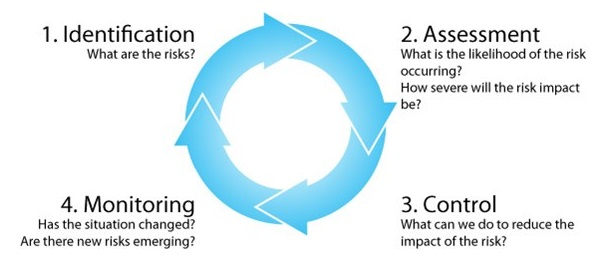 1. Identification
What are the risks?
2. Assessment
What is the likelihood of the risk
occurring?
How severe will the risk impact
be?
3. Control
What can we do to reduce the
impact of the risk?
4. Monitoring
Has the situation changed?
Are there new risks emerging?